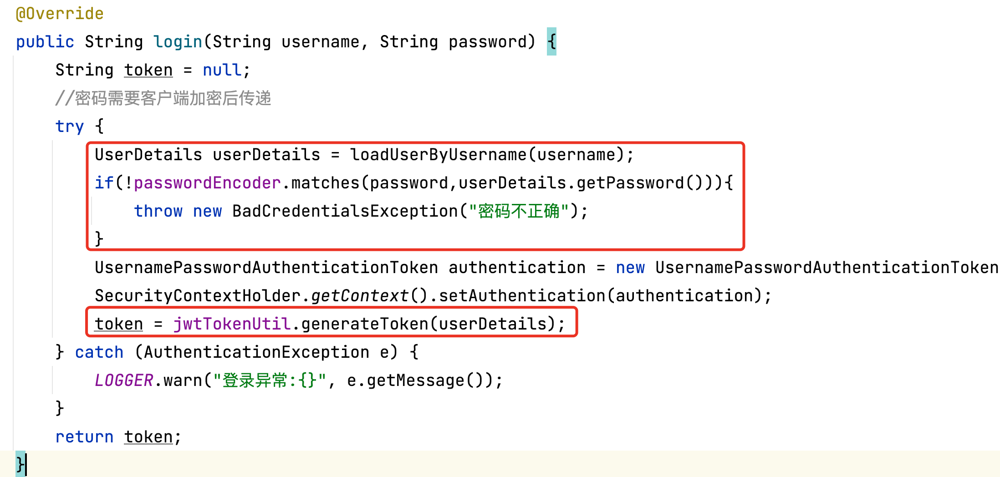 @Override
public String login(String username, String password) {
String token = null;
//密码需要客户端加密后传递
try {
UserDetails userDetails = loadUserByUsername(username);
if(!passwordEncoder.matches(password,userDetails.getPassword())){
throw new BadCredentialsException("密码不正确");
}
UsernamePasswordAuthenticationToken authentication = new UsernamePasswordAuthenticationToken
SecurityContextHolder.getContext().setAuthentication(authentication);
token = jwtTokenUtil.generateToken(userDetails);
} catch (AuthenticationException e) {
LOGGER.warn("登录异常:{}", e.getMessage());
}
return token;
}